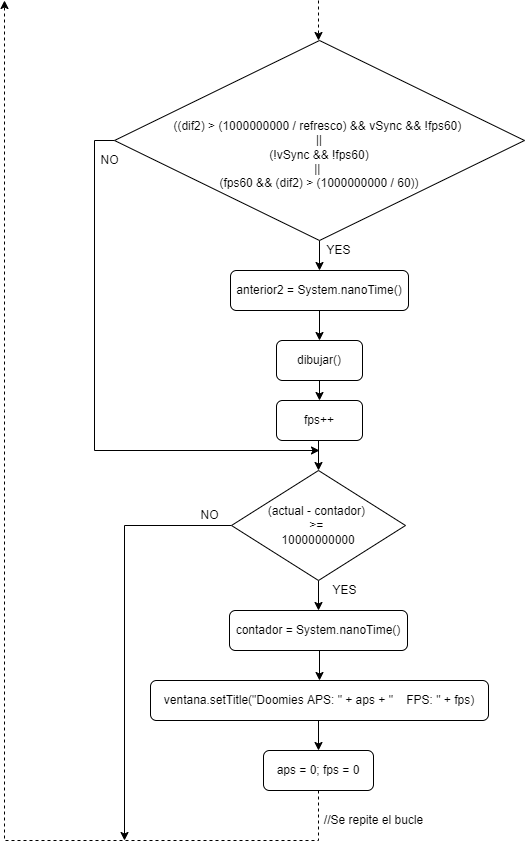 ((dif2) > (1000000000 / refresco) && vSync && !fps60)
||
(!vSync && !fps60)
||
(fps60 && (dif2) > (1000000000 / 60))
NO
YES
anterior2 = System.nanoTime()
dibujar()
fps++
(actual - contador)
>=
10000000000
NO
YES
contador = System.nanoTime()
ventana.setTitle("Doomies APS: " + aps + "    FPS: " + fps)
aps = 0; fps = 0
//Se repite el bucle